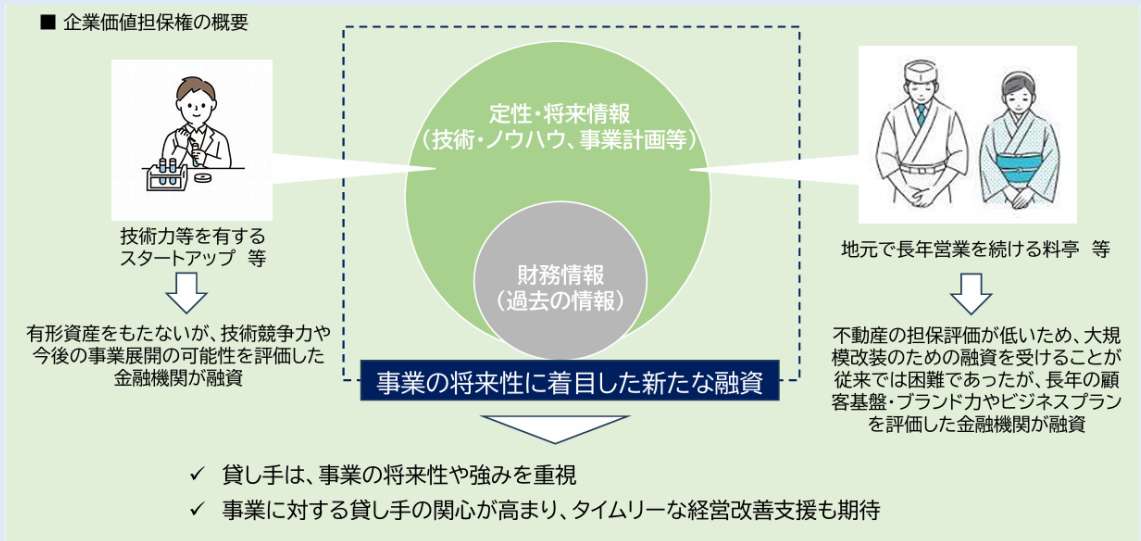 ■ 企業価値担保権の概要
定性・将来情報
（技術・ノウハウ、事業計画等）
財務情報
（過去の情報）
技術力等を有する
スタートアップ 等
有形資産をもたないが、技術競争力や
今後の事業展開の可能性を評価した
金融機関が融資
地元で長年営業を続ける料亭 等
不動産の担保評価が低いため、大規
模改装のための融資を受けることが
従来では困難であったが、長年の顧
客基盤・ブランド力やビジネスプラン
を評価した金融機関が融資
事業の将来性に着目した新たな融資
✓ 貸し手は、事業の将来性や強みを重視
✓ 事業に対する貸し手の関心が高まり、タイムリーな経営改善支援も期待